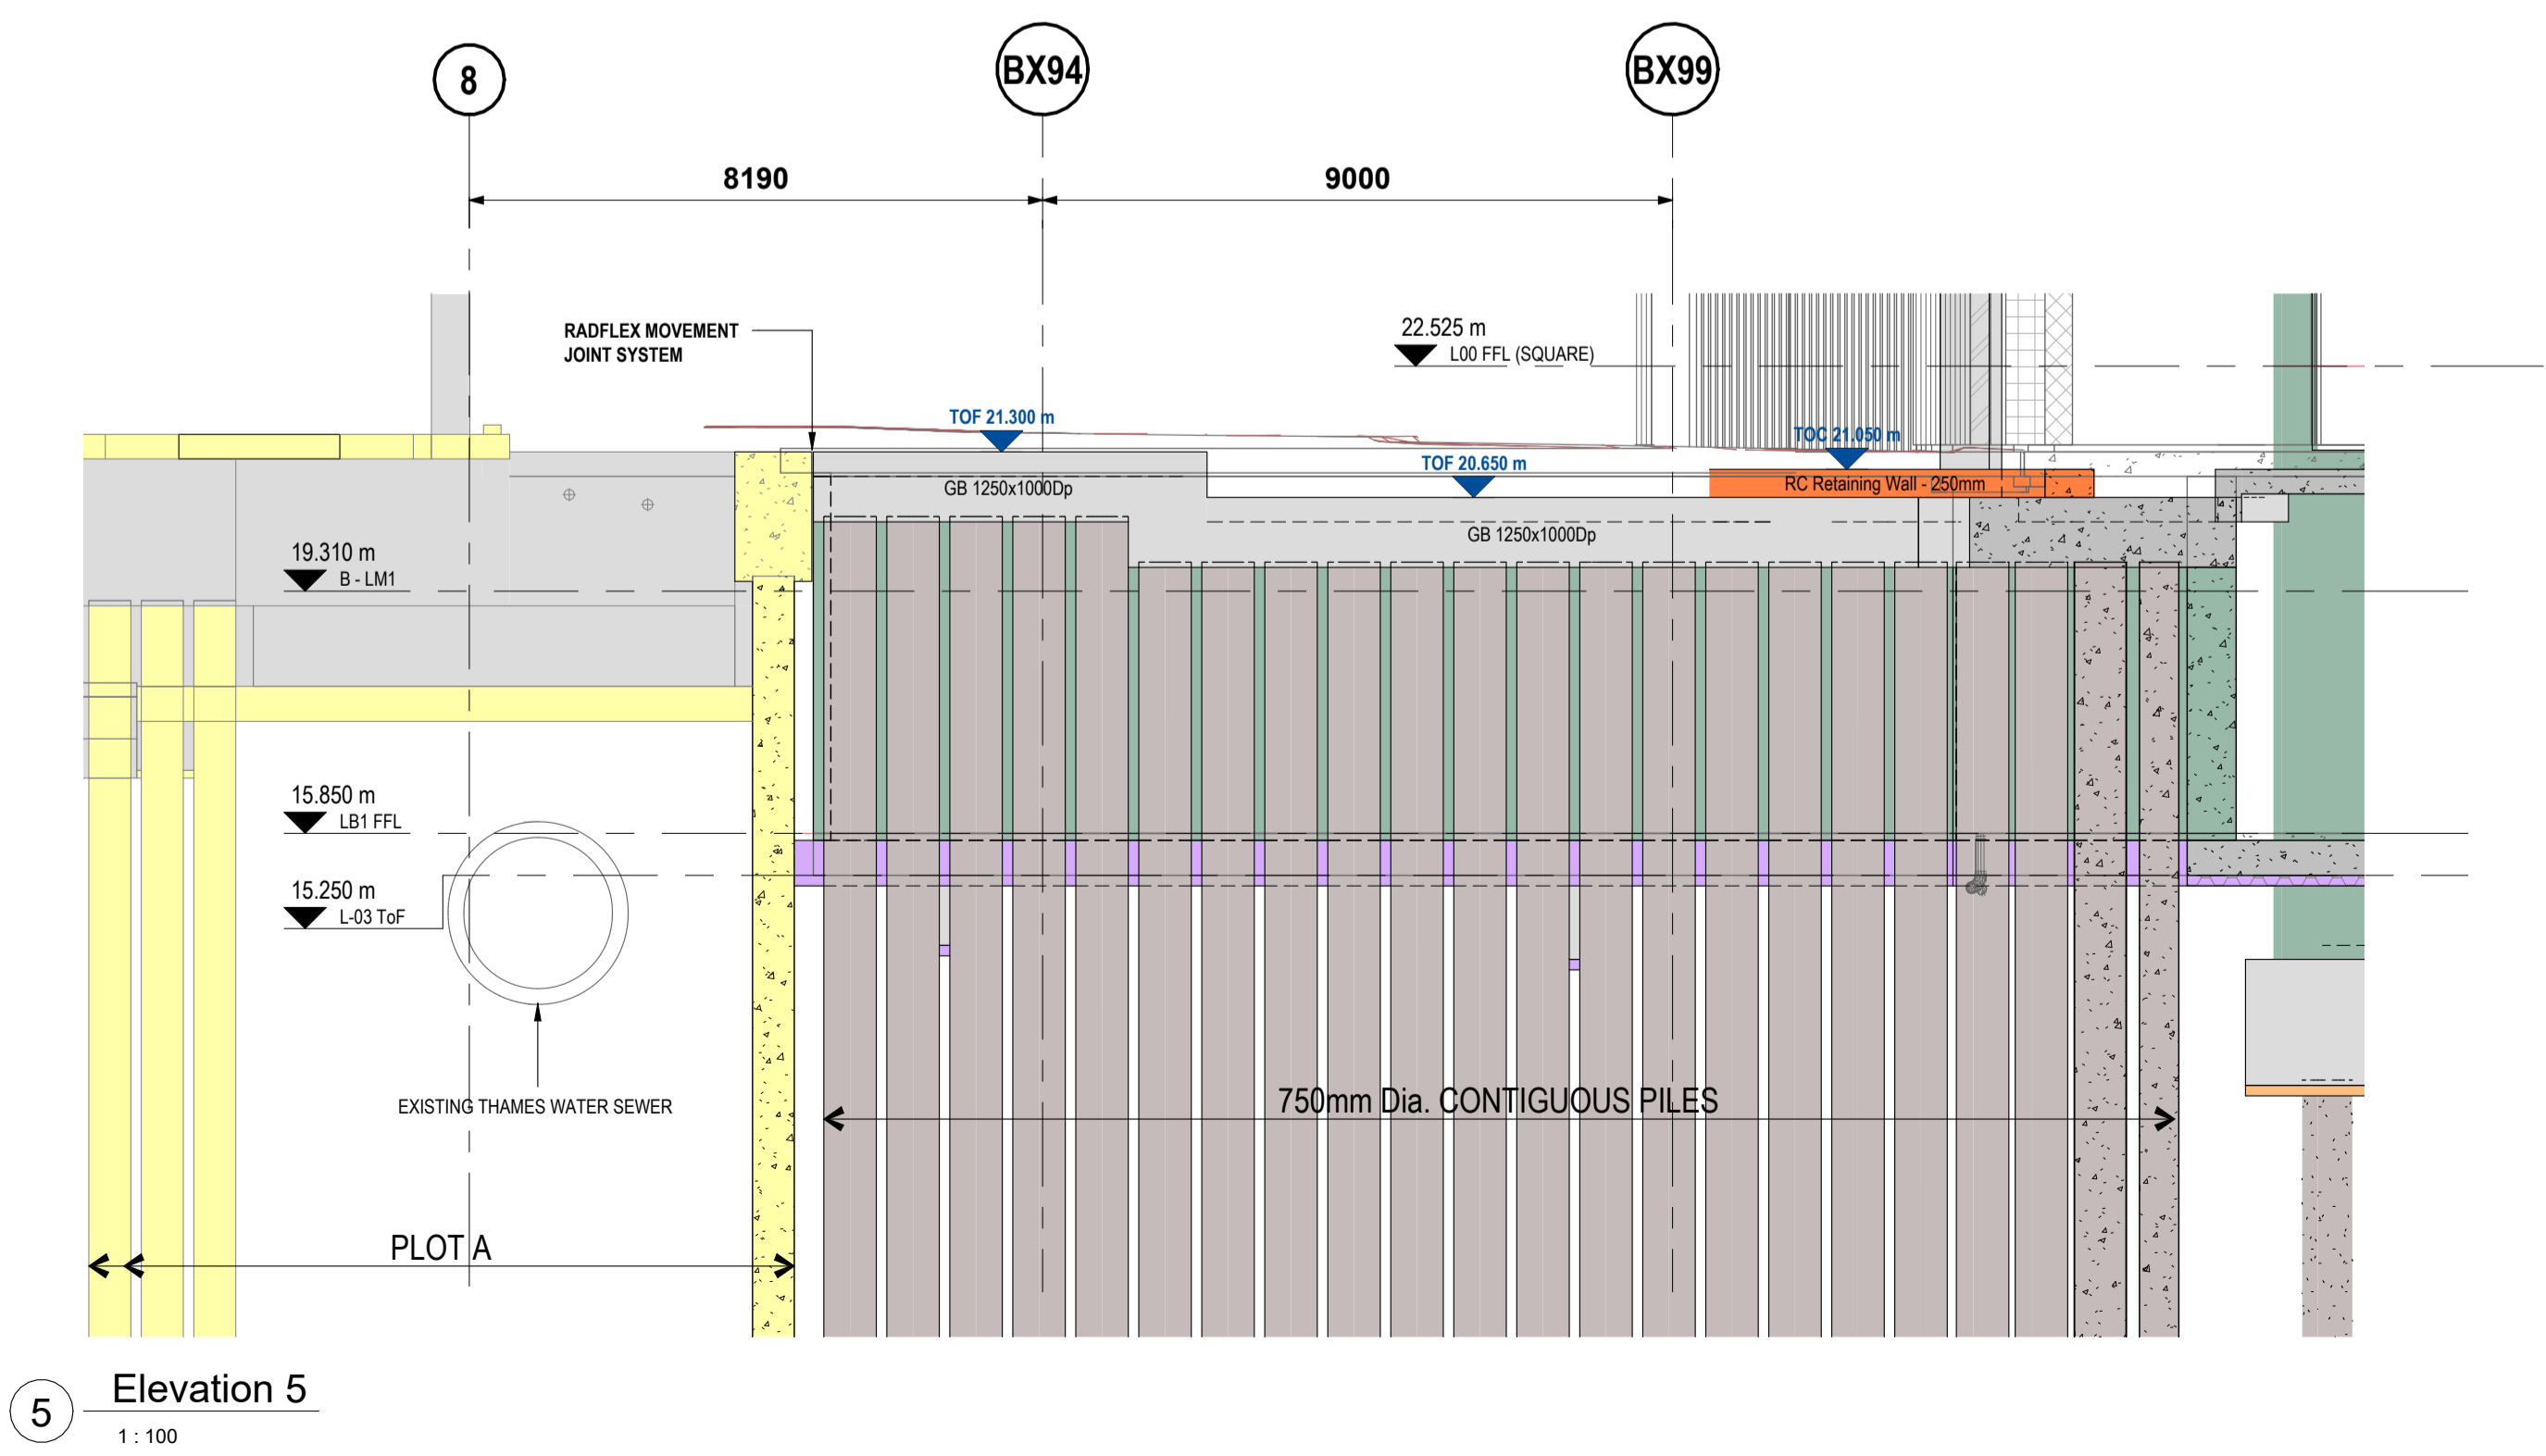 8
BX94
BX99
8190
9000
RADFLEX MOVEMENT
JOINT SYSTEM
22.525 m
L00 FFL (SQUARE)
TOF 21.300 m
TOC 21.050 m
TOF 20.650 m
GB 1250x1000Dp
RC Retaining Wall - 250mm
GB 1250x1000Dp
19.310 m
B - LM1
15.850 m
LB1 FFL
15.250 m
L-03 ToF
EXISTING THAMES WATER SEWER
750mm Dia. CONTIGUOUS PILES
PLOT A
5
Elevation 5
1 : 100